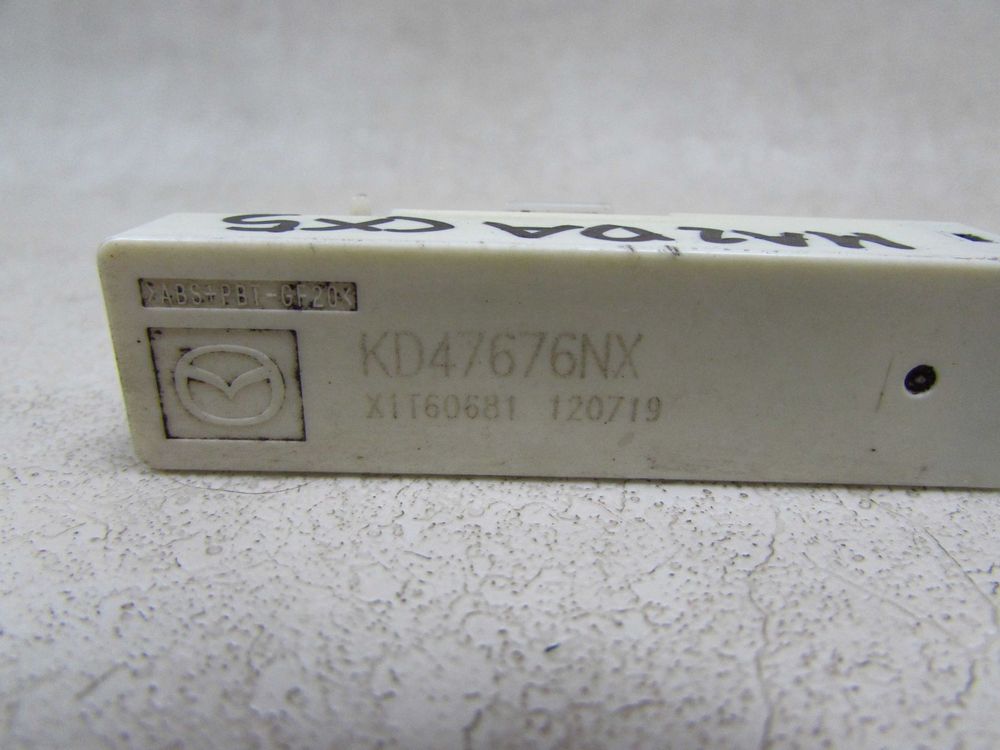 MAZDA CX5
>ABS+PBT-GF20<
KD47676NX
X1T60681 120719